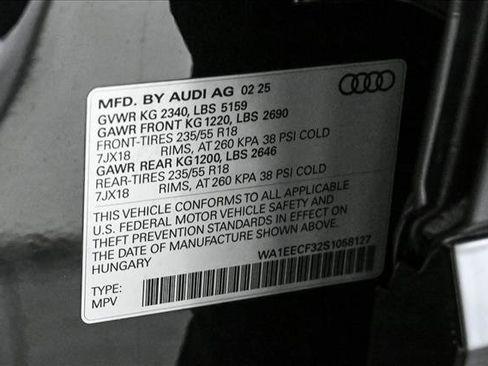 MFD. BY AUDI AG 02 25
GVWR KG 2340, LBS 5159
GAWR FRONT KG 1220, LBS 2690
FRONT-TIRES 235/55 R18
7JX18 RIMS, AT 260 KPA 38 PSI COLD
GAWR REAR KG1200, LBS 2646
REAR-TIRES 235/55 R18
7JX18 RIMS, AT 260 KPA 38 PSI COLD
THIS VEHICLE CONFORMS TO ALL APPLICABLE
U.S. FEDERAL MOTOR VEHICLE SAFETY AND
THEFT PREVENTION STANDARDS IN EFFECT ON
THE DATE OF MANUFACTURE SHOWN ABOVE.
HUNGARY WA1EECF32S1058127
TYPE:
MPV